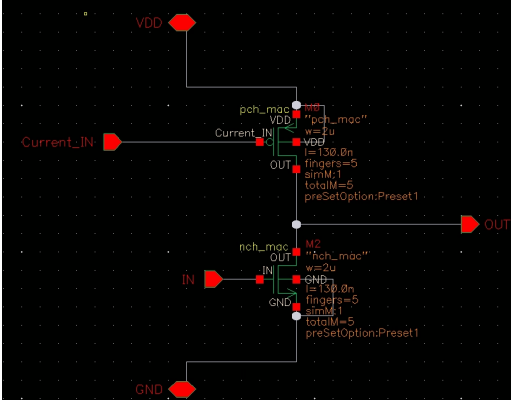 VDD
pch_mac
M0
VDD
"pch_mac"
w=2u
Current_IN
Current_IN
VDD
l=130.0n
OUT
fingers=5
simM:1
totalM=5
preSetOption:Preset1
OUT
nch_mac
M2
OUT
"nch_mac"
w=2u
IN
IN
GND
l=130.0n
GND
fingers=5
simM:1
totalM=5
preSetOption:Preset1
GND